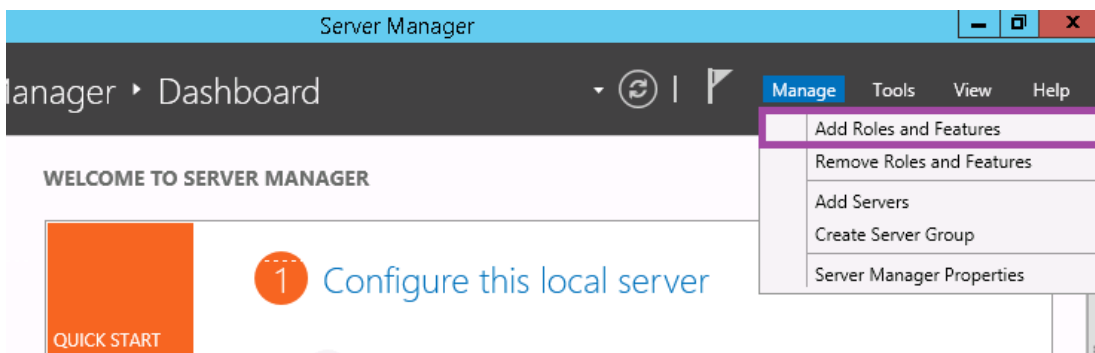 Server Manager
lanager ‣ Dashboard
Manage Tools View Help
Add Roles and Features
Remove Roles and Features
Add Servers
Create Server Group
Server Manager Properties
WELCOME TO SERVER MANAGER
1 Configure this local server
QUICK START